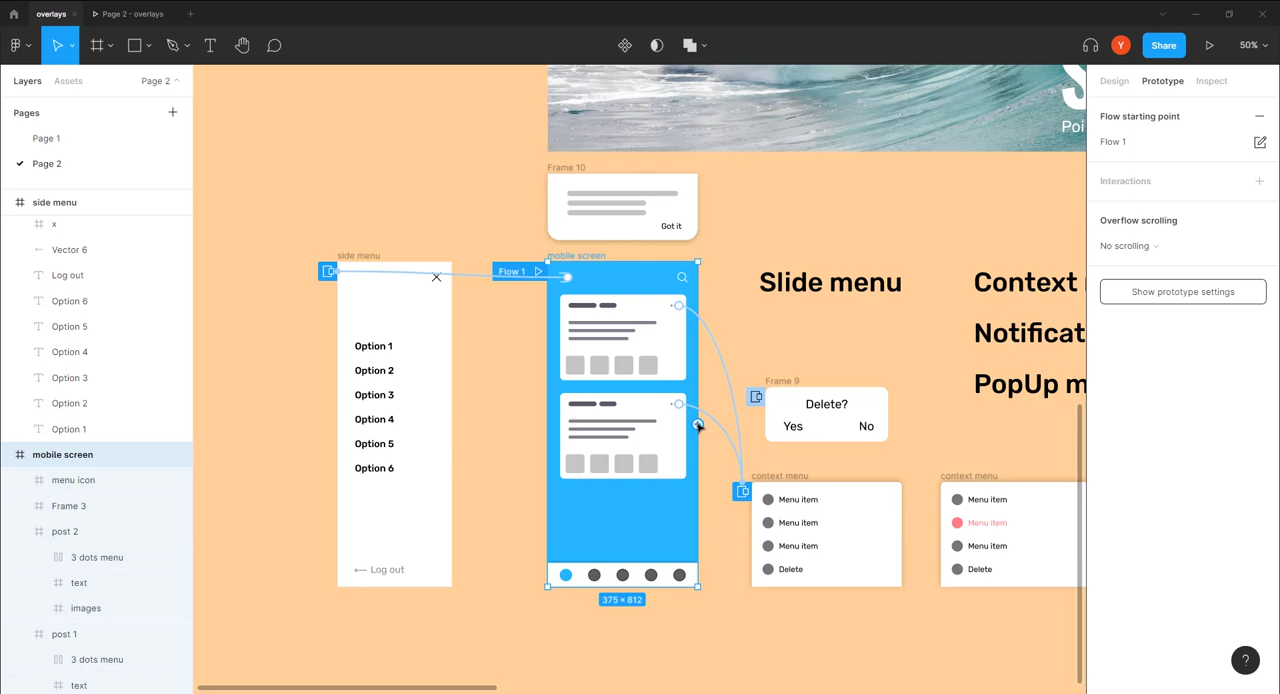 overlays
Page 2 - overlays
Y
Share
50%
Layers
Assets
Page 2
Pages
Page 1
Page 2
side menu
x
Vector 6
Log out
Option 6
Option 5
Option 4
Option 3
Option 2
Option 1
mobile screen
menu icon
Frame 3
post 2
3 dots menu
text
images
post 1
3 dots menu
text
S
Poi
Frame 10
Got it
side menu
Option 1
Option 2
Option 3
Option 4
Option 5
Option 6
Log out
Flow 1
mobile screen
375 × 812
Slide menu
Context
Notificat
PopUp m
Frame 9
Delete?
Yes
No
context menu
Menu item
Menu item
Menu item
Delete
context menu
Menu item
Menu item
Menu item
Delete
Design
Prototype
Inspect
Flow starting point
Flow 1
Interactions
Overflow scrolling
No scrolling
Show prototype settings
?